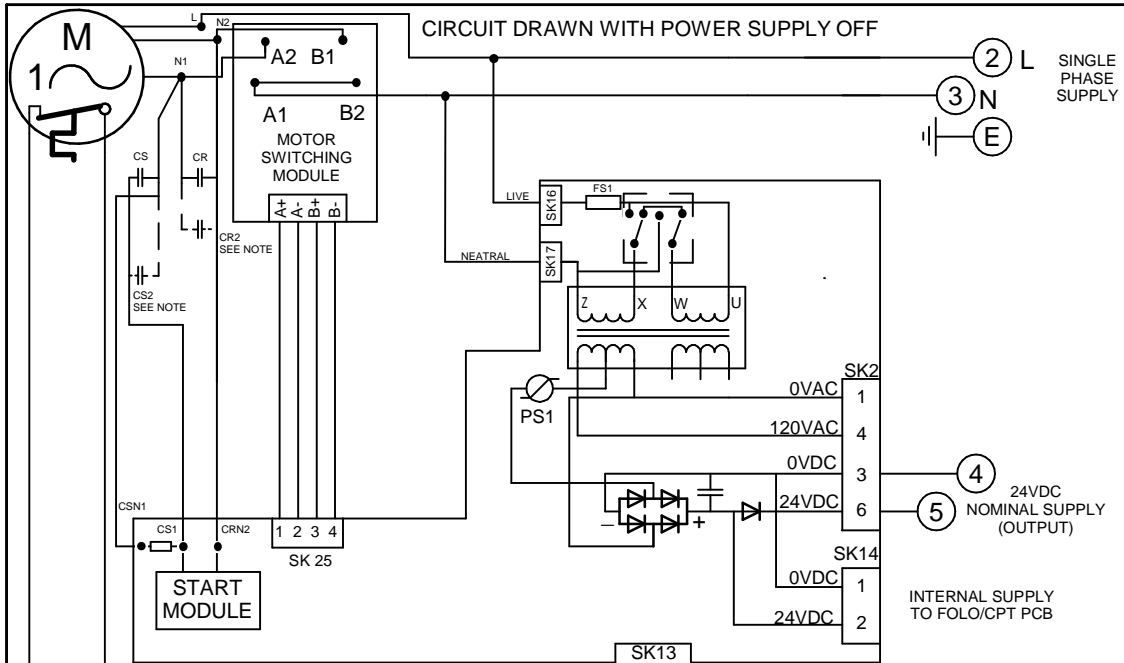 CIRCUIT DRAWN WITH POWER SUPPLY OFF
M
1
L
N2
N1
A2 B1
A1 B2
MOTOR
SWITCHING
MODULE
A+ A- B+ B-
2 L
3 N
E
SINGLE
PHASE
SUPPLY
CS
CR
CR2
SEE NOTE
CS2
SEE NOTE
LIVE
SK16
FS1
NEATRAL
SK17
Z X W U
PS1
SK2
0VAC 1
120VAC 4
0VDC 3
24VDC 6
4
5
24VDC
NOMINAL SUPPLY
(OUTPUT)
– +
CSN1
CS1
CRN2
1 2 3 4
SK 25
START
MODULE
SK14
0VDC 1
24VDC 2
INTERNAL SUPPLY
TO FOLO/CPT PCB
SK13